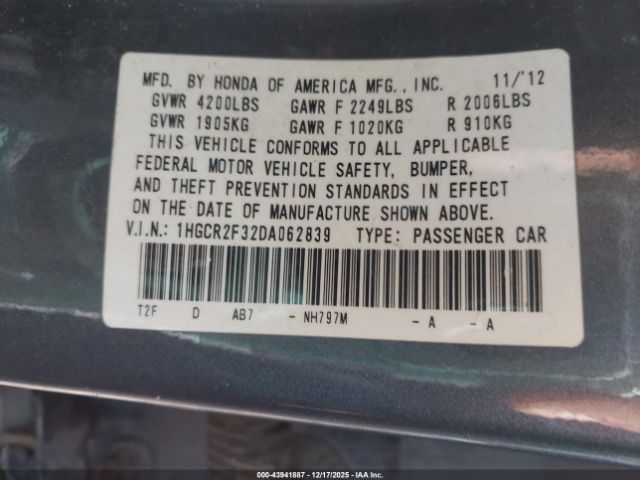 MFD. BY HONDA OF AMERICA MFG., INC. 11/'12
GVWR 4200LBS GAWR F 2249LBS R 2006LBS
GVWR 1905KG GAWR F 1020KG R 910KG
THIS VEHICLE CONFORMS TO ALL APPLICABLE
FEDERAL MOTOR VEHICLE SAFETY, BUMPER,
AND THEFT PREVENTION STANDARDS IN EFFECT
ON THE DATE OF MANUFACTURE SHOWN ABOVE.
V.I.N.: 1HGCR2F32DA062839 TYPE: PASSENGER CAR
T2F D AB7 - NH797M - A - A
000-43941887 - 12/17/2025 - IAA Inc.